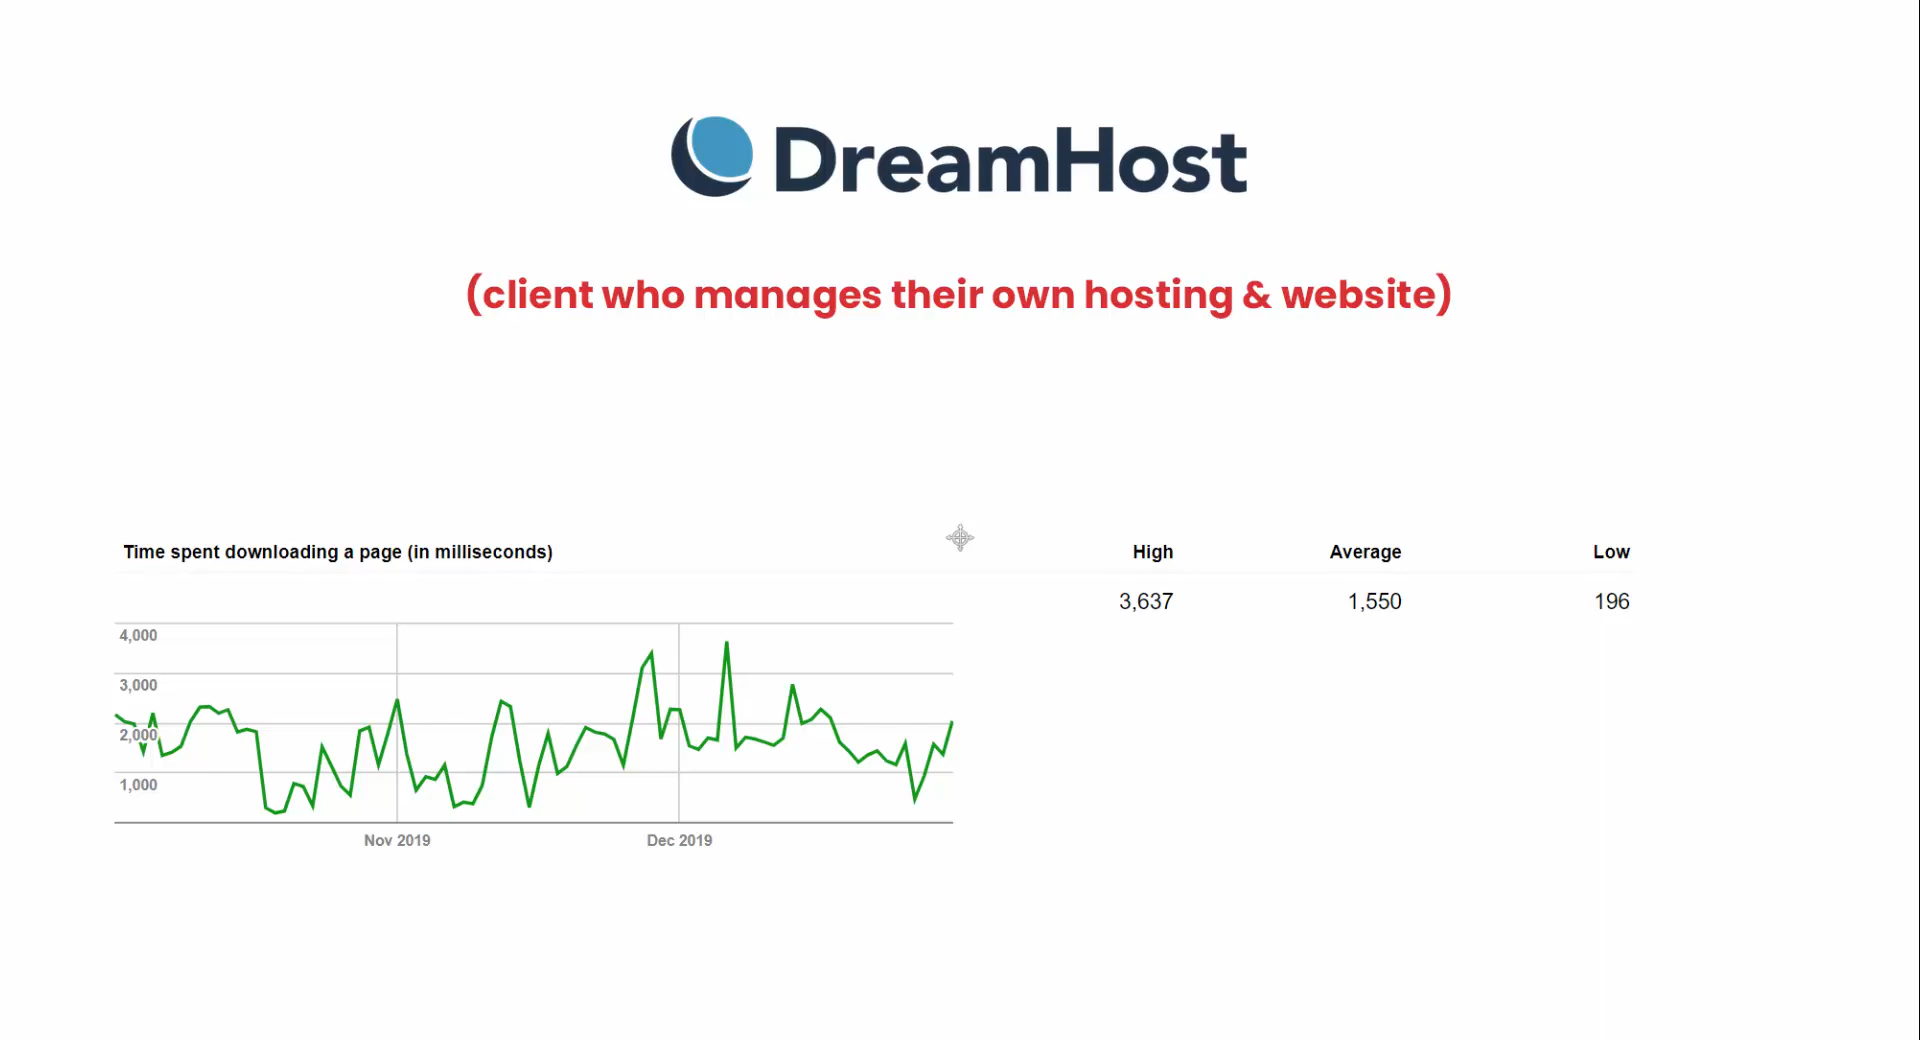 DreamHost
(client who manages their own hosting & website)
Time spent downloading a page (in milliseconds)
High
Average
Low
3,637
1,550
196
4,000
3,000
2,000
1,000
Nov 2019
Dec 2019